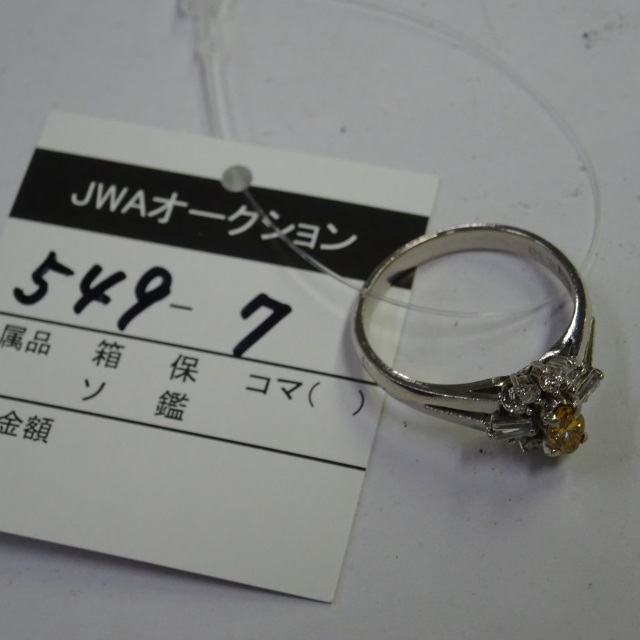 JWAオークション
549-7
属品 箱 保 コマ( )
ソ 鑑
金額